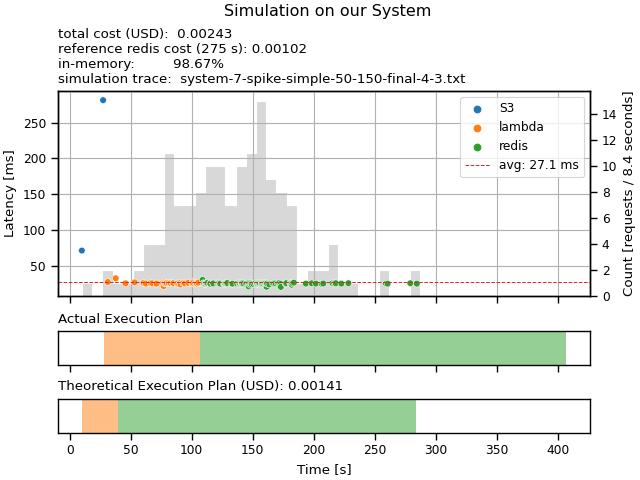 Simulation on our System
total cost (USD):  0.00243
reference redis cost (275 s): 0.00102
in-memory:         98.67%
simulation trace:  system-7-spike-simple-50-150-final-4-3.txt
Latency [ms]
250
200
150
100
50
S3
lambda
redis
avg: 27.1 ms
14
12
10
8
6
4
2
0
Count [requests / 8.4 seconds]
Actual Execution Plan
Theoretical Execution Plan (USD): 0.00141
0 50 100 150 200 250 300 350 400
Time [s]